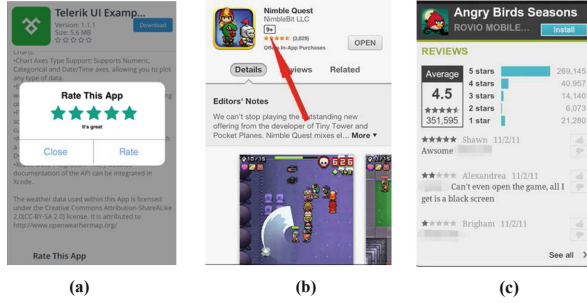 Telerik UI Examp...
Version: 1.1.1
Size: 5.6 MB
Download
•Chart Axes Type Support: Supports Numeric,
Categorical and Date/Time axes, allowing you to plot
any type of data.
Rate This App
It's great
Close
Rate
documentation of the API can be integrated in
Xcode.
The weather data used within this App is licensed
under the Creative Commons Attribution-ShareALike
2.0(CC-BY-SA 2.0) license. It is attributed to
http://www.openweathermap.org/
Rate This App
(a)
Nimble Quest
NimbleBit LLC
9+
(3,829)
In-App Purchases
OPEN
Details
Related
Editors' Notes
We can't stop playing the outstanding new
offering from the developer of Tiny Tower and
Pocket Planes. Nimble Quest mixes el... More ▼
(b)
Angry Birds Seasons
ROVIO MOBILE...
Install
REVIEWS
Average
4.5
351,595
5 stars 269,145
4 stars 40,957
3 stars 14,140
2 stars 6,073
1 star 21,280
Shawn 11/2/11
Awsome
Alexandrea 11/2/11
Can't even open the game, all I
get is a black screen
Brigham 11/2/11
See all >
(c)